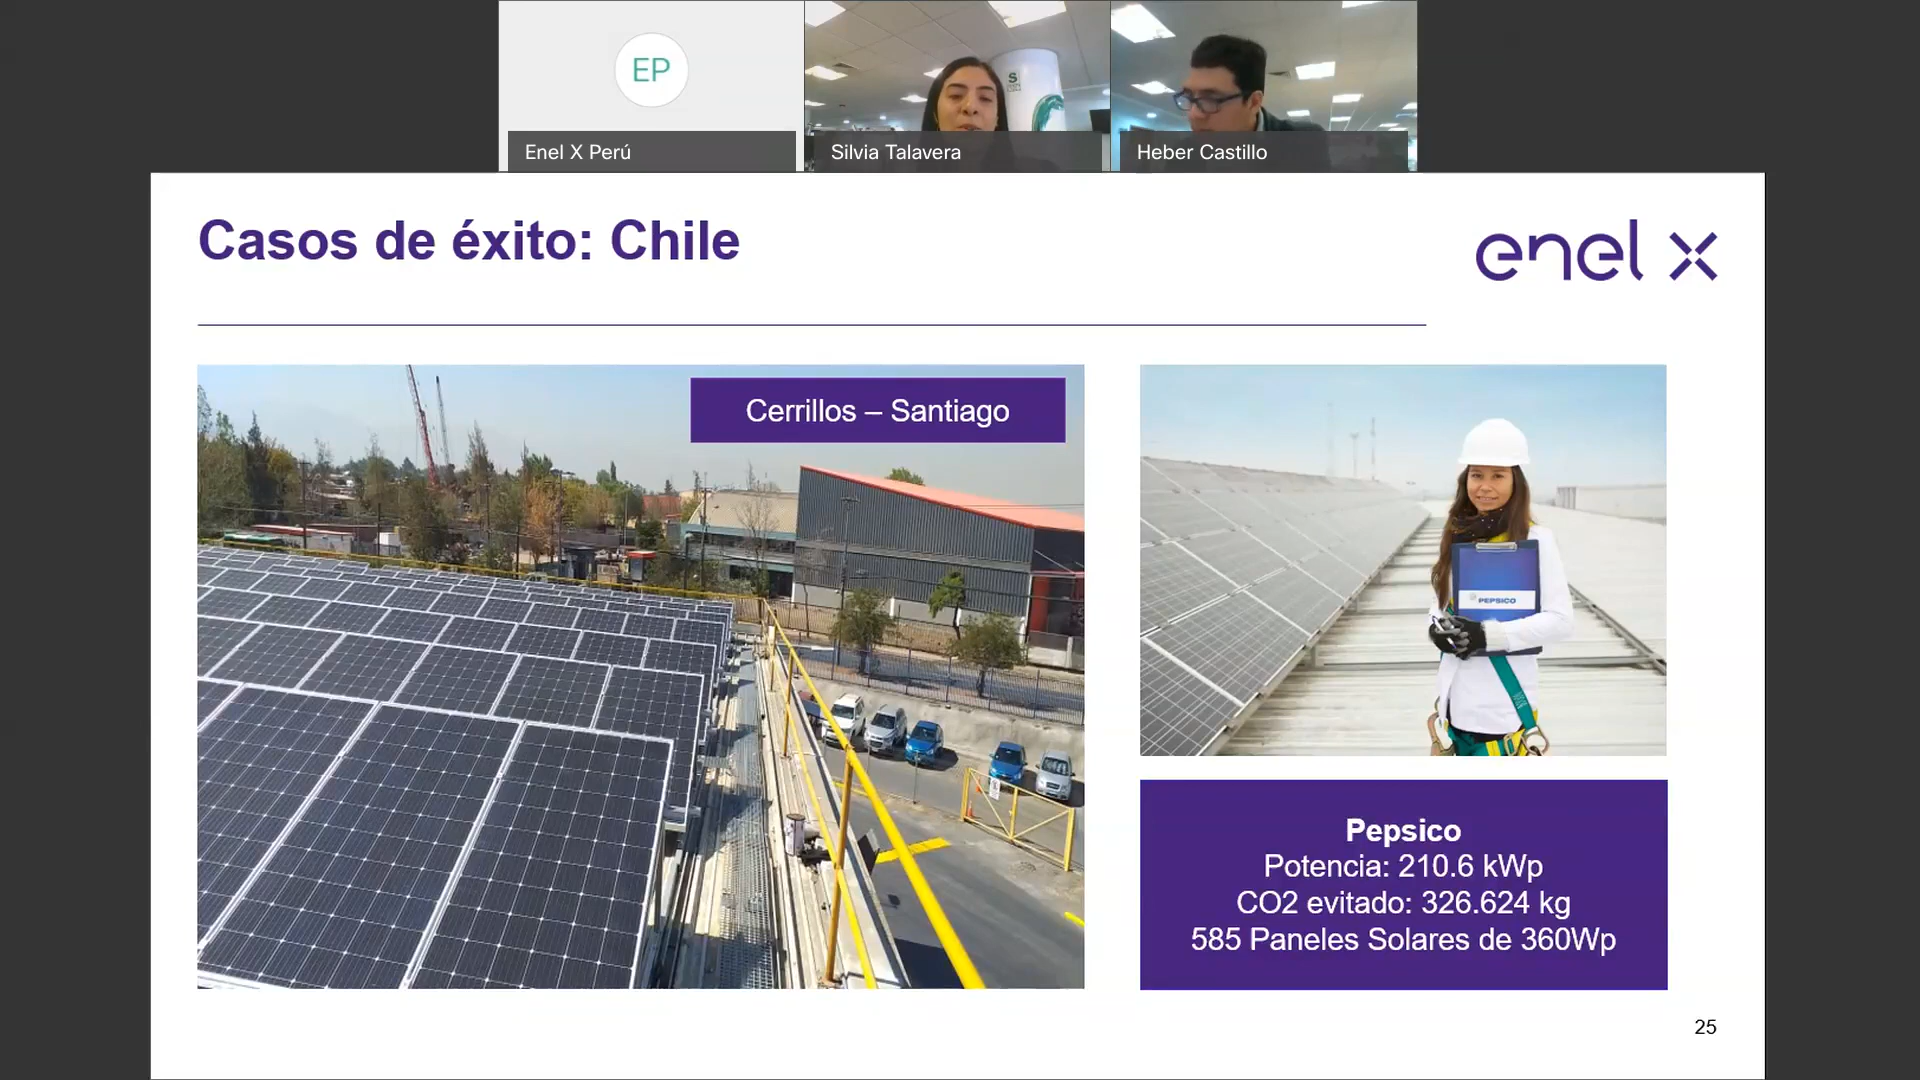 EP
Enel X Perú
Silvia Talavera
Heber Castillo
Casos de éxito: Chile
enel x
Cerrillos – Santiago
PEPSICO
Pepsico
Potencia: 210.6 kWp
CO2 evitado: 326.624 kg
585 Paneles Solares de 360Wp
25